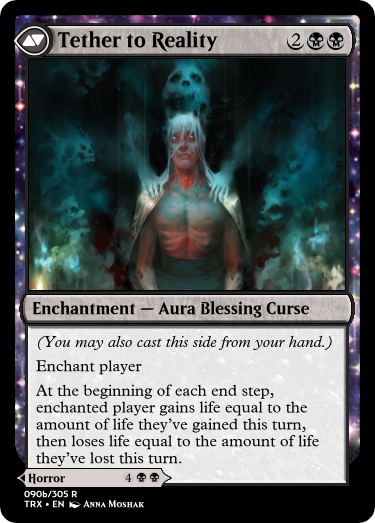 Tether to Reality 2
Enchantment — Aura Blessing Curse
(You may also cast this side from your hand.)
Enchant player
At the beginning of each end step,
enchanted player gains life equal to the
amount of life they've gained this turn,
then loses life equal to the amount of life
they've lost this turn.
Horror 4
090b/305 R
TRX • EN Anna Moshak